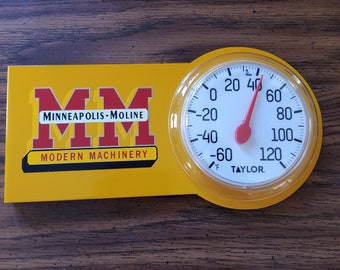 MM
MINNEAPOLIS-MOLINE
MODERN MACHINERY
20 40
0 60
-20 80
-40 100
-60 120
°F
TAYLOR